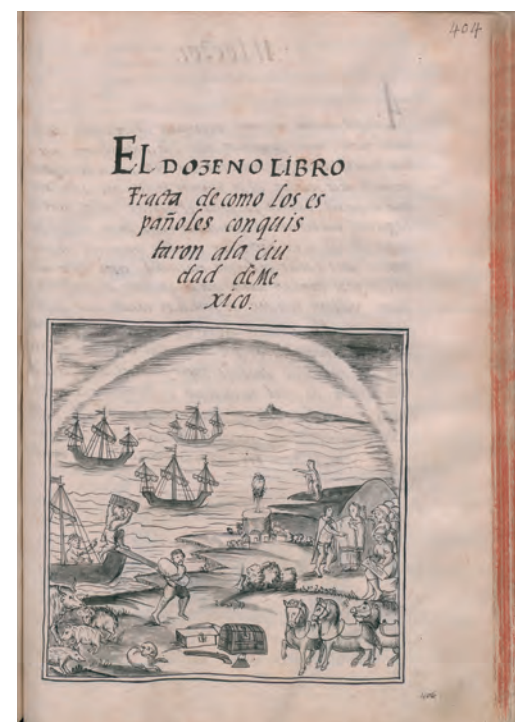 404
EL DOZENO LIBRO
Tracta de como los es
pañoles conquis
taron ala ciu
dad de Me
xico.